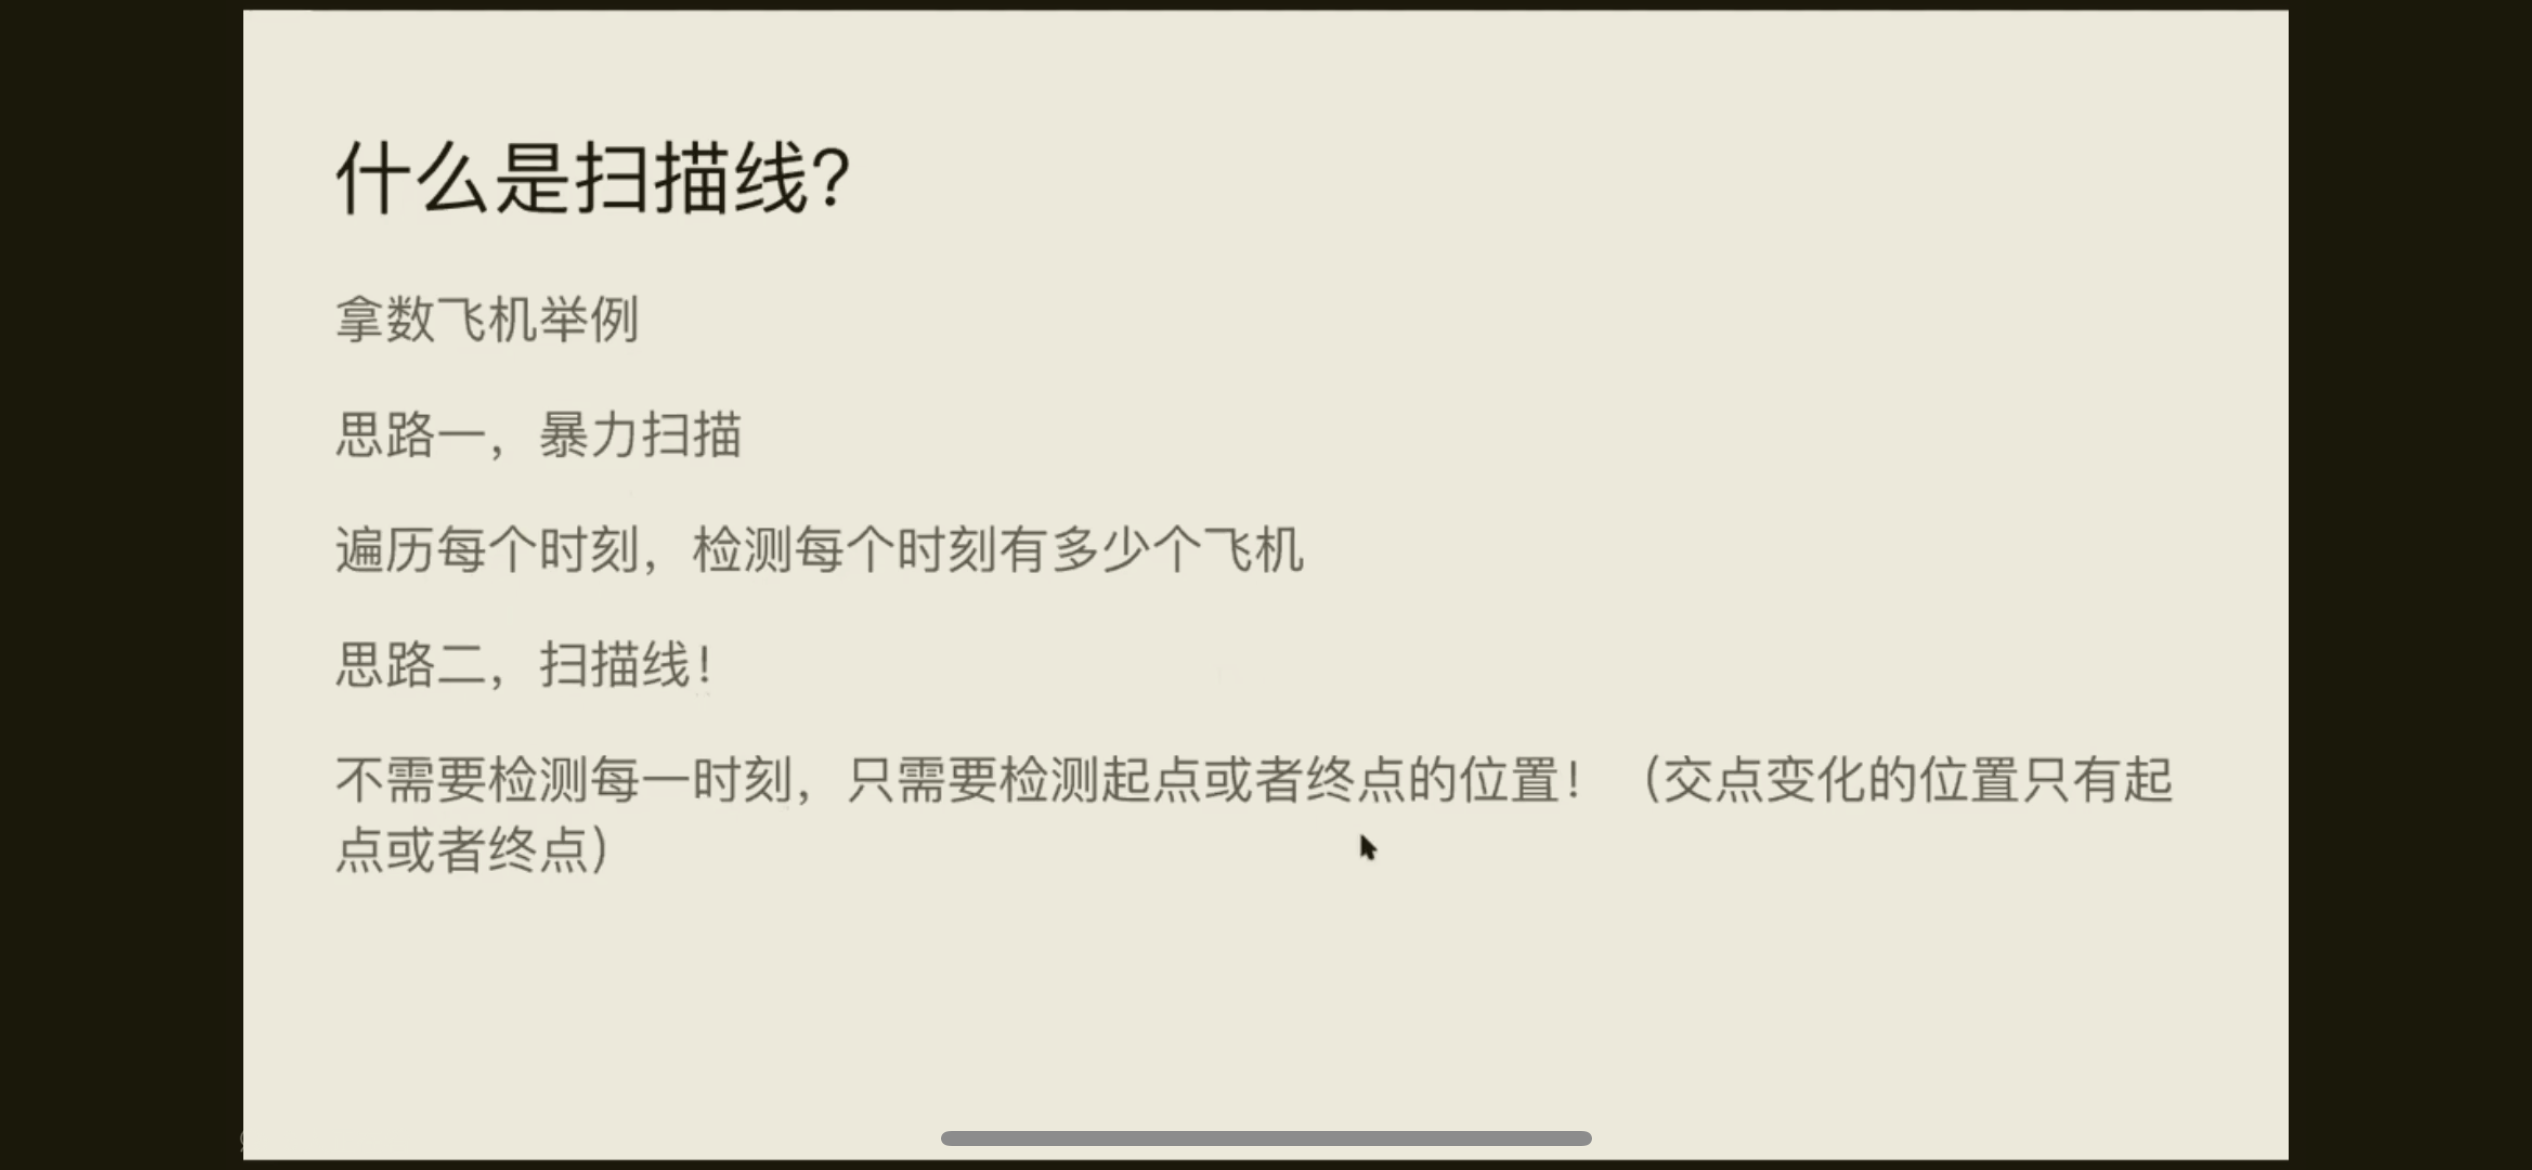 什么是扫描线?
拿数飞机举例
思路一，暴力扫描
遍历每个时刻，检测每个时刻有多少个飞机
思路二，扫描线！
不需要检测每一时刻，只需要检测起点或者终点的位置！（交点变化的位置只有起
点或者终点）